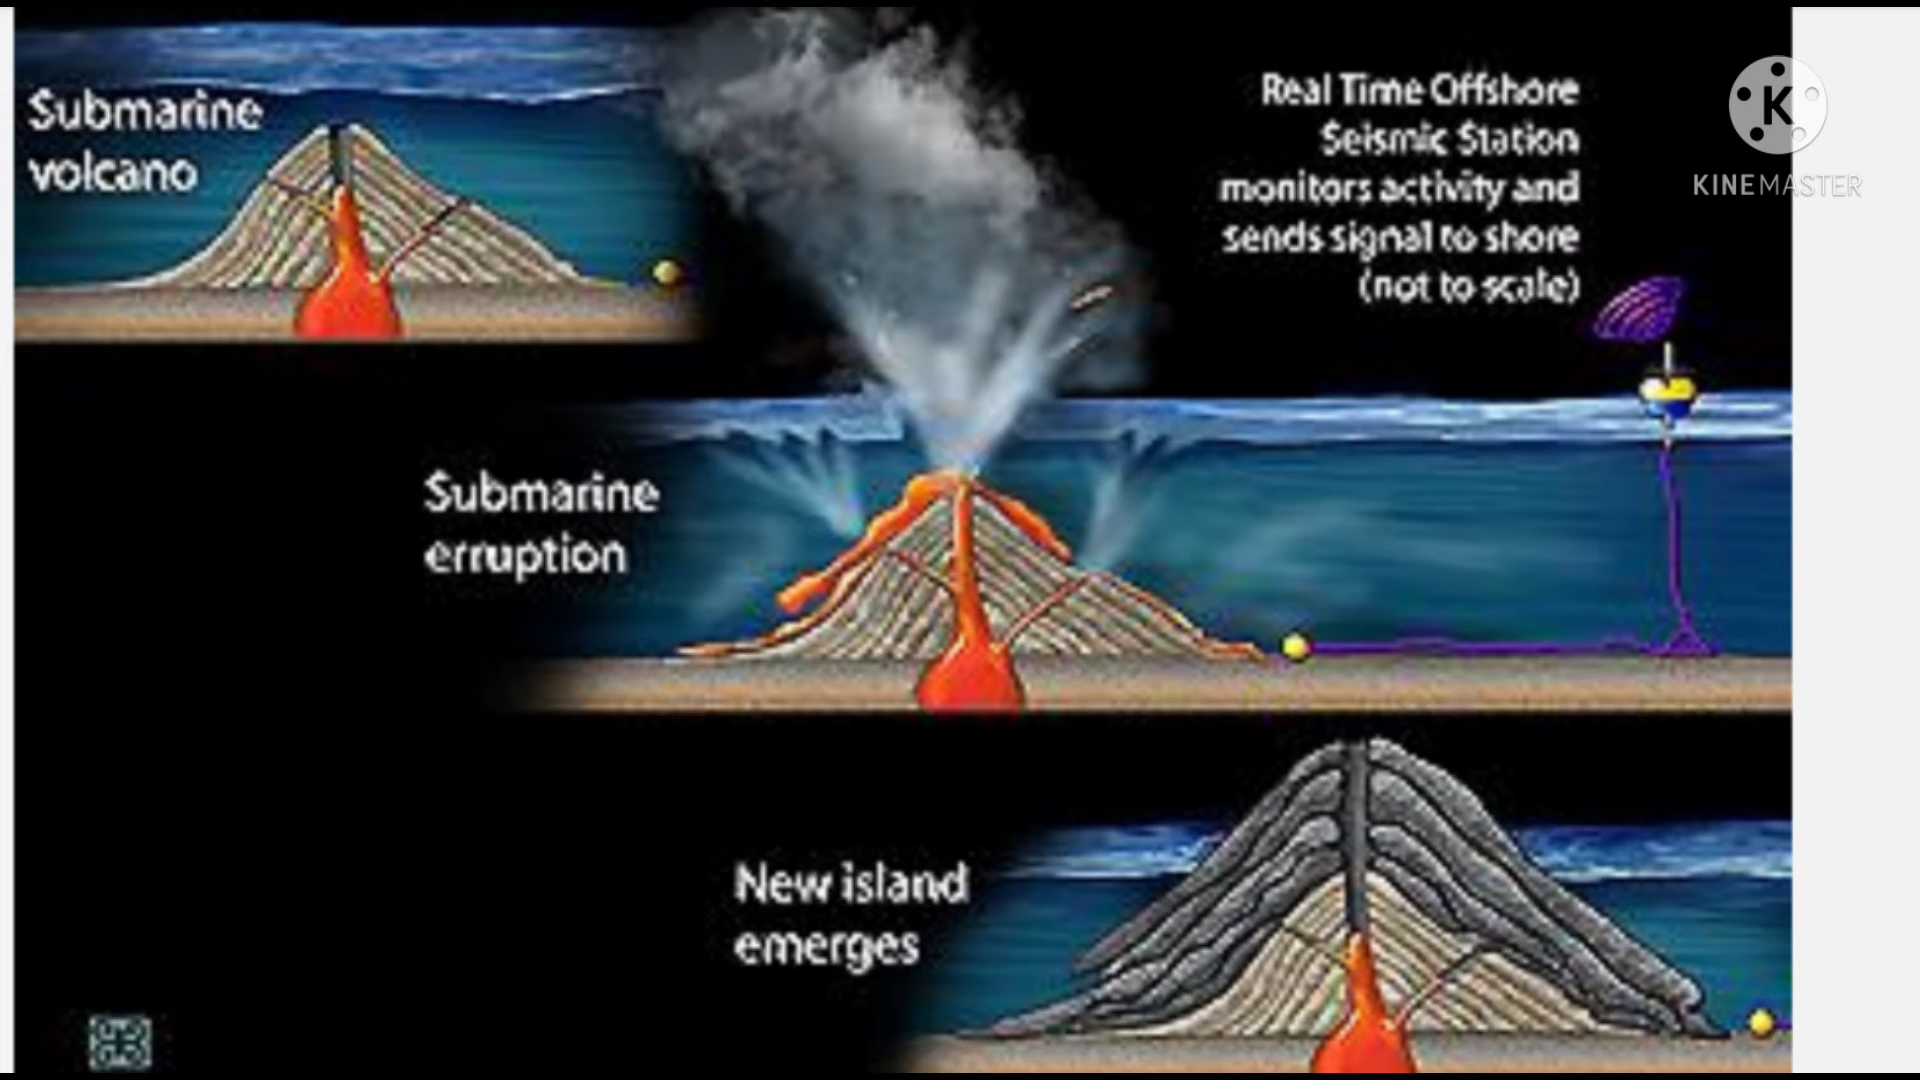 Submarine
volcano
Real Time Offshore
Seismic Station
monitors activity and
sends signal to shore
(not to scale)
K
KINEMASTER
Submarine
erruption
New island
emerges